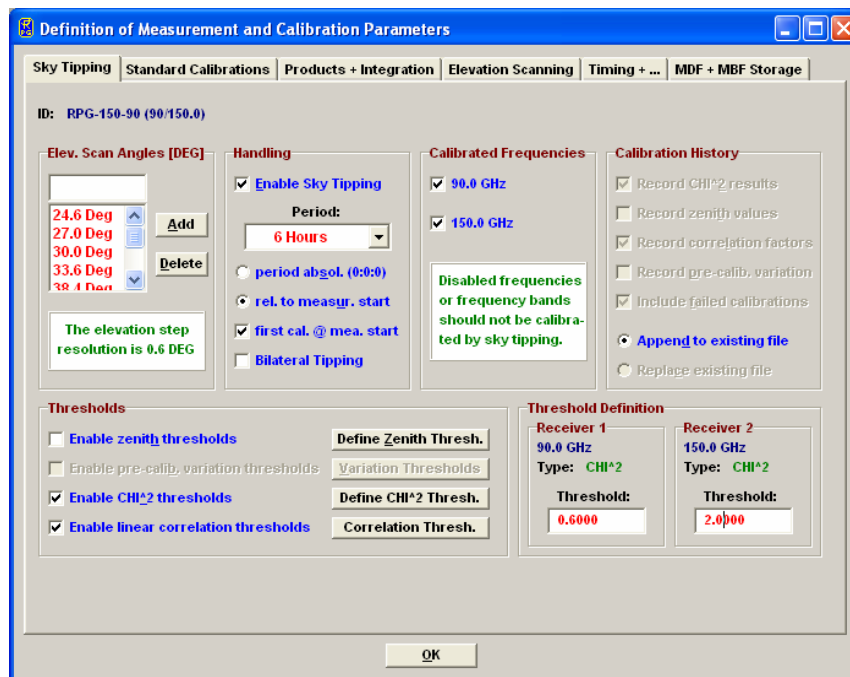 Definition of Measurement and Calibration Parameters
Sky Tipping
Standard Calibrations
Products + Integration
Elevation Scanning
Timing + ...
MDF + MBF Storage
ID: RPG-150-90 (90/150.0)
Elev. Scan Angles [DEG]
24.6 Deg
27.0 Deg
30.0 Deg
33.6 Deg
38.4 Deg
Add
Delete
The elevation step
resolution is 0.6 DEG
Handling
Enable Sky Tipping
Period:
6 Hours
period absol. (0:0:0)
rel. to measur. start
first cal. @ mea. start
Bilateral Tipping
Calibrated Frequencies
90.0 GHz
150.0 GHz
Disabled frequencies
or frequency bands
should not be calibra-
ted by sky tipping.
Calibration History
Record CHI^2 results
Record zenith values
Record correlation factors
Record pre-calib. variation
Include failed calibrations
Append to existing file
Replace existing file
Thresholds
Enable zenith thresholds
Define Zenith Thresh.
Enable pre-calib. variation thresholds
Variation Thresholds
Enable CHI^2 thresholds
Define CHI^2 Thresh.
Enable linear correlation thresholds
Correlation Thresh.
Threshold Definition
Receiver 1
90.0 GHz
Type: CHI^2
Threshold:
0.6000
Receiver 2
150.0 GHz
Type: CHI^2
Threshold:
2.0000
OK